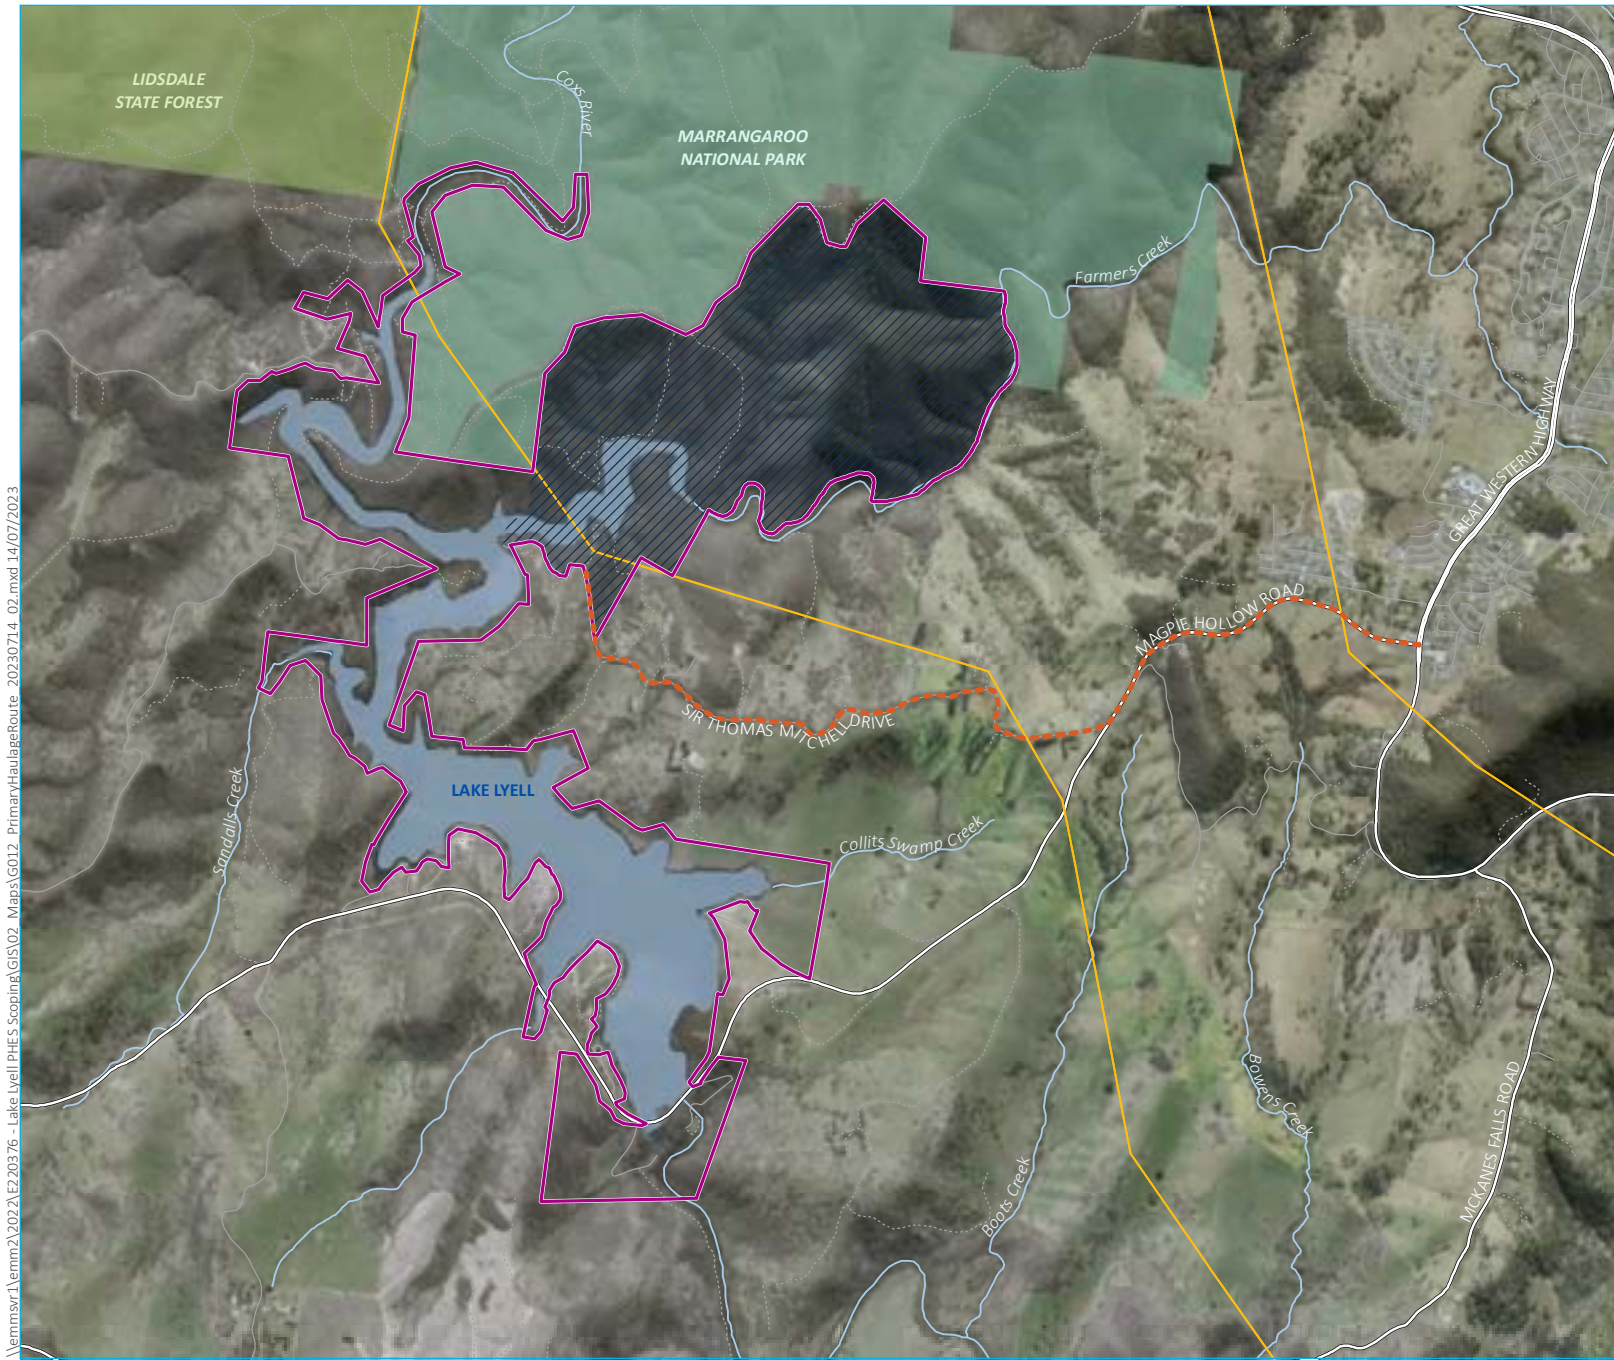 LIDSDALE
STATE FOREST
Coxs River
MARRANGAROO
NATIONAL PARK
Farmers Creek
GREAT WESTERN HIGHWAY
MAGPIE HOLLOW ROAD
SIR THOMAS MITCHELL DRIVE
LAKE LYELL
Sandalls Creek
Collits Swamp Creek
Bowens Creek
Boots Creek
MCKANES FALLS ROAD
\\emmsvr1\emm2\2022\E220376 - Lake Lyell PHES Scoping\GIS\02_Maps\G012_PrimaryHaulageRoute_20230714_02.mxd 14/07/2023